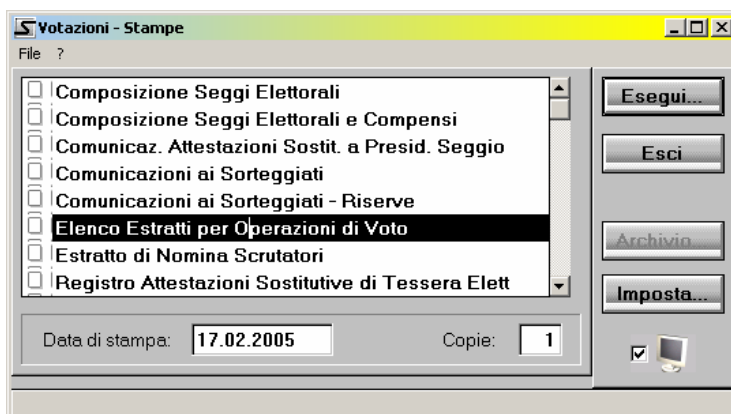 Votazioni - Stampe
File ?
Composizione Seggi Elettorali
Composizione Seggi Elettorali e Compensi
Comunicaz. Attestazioni Sostit. a Presid. Seggio
Comunicazioni ai Sorteggiati
Comunicazioni ai Sorteggiati - Riserve
Elenco Estratti per Operazioni di Voto
Estratto di Nomina Scrutatori
Registro Attestazioni Sostitutive di Tessera Elett
Esegui...
Esci
Archivio...
Imposta...
Data di stampa: 17.02.2005 Copie: 1